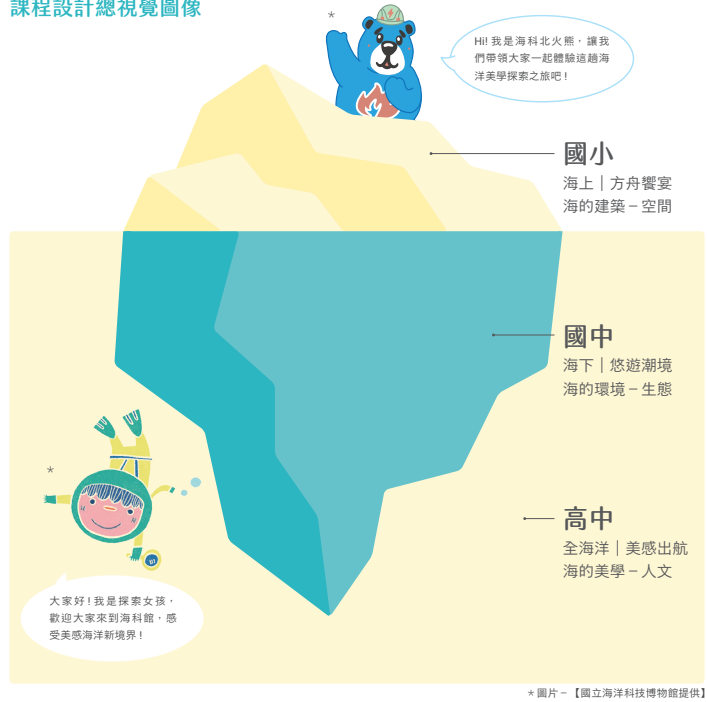 課程設計總視覺圖像
*
Hi! 我是海科北火熊，讓我
們帶領大家一起體驗這趟海
洋美學探索之旅吧！
國小
海上｜方舟饗宴
海的建築－空間
國中
海下｜悠遊潮境
海的環境－生態
*
高中
全海洋｜美感出航
海的美學－人文
大家好！我是探索女孩，
歡迎大家來到海科館，感
受美感海洋新境界！
＊圖片－【國立海洋科技博物館提供】